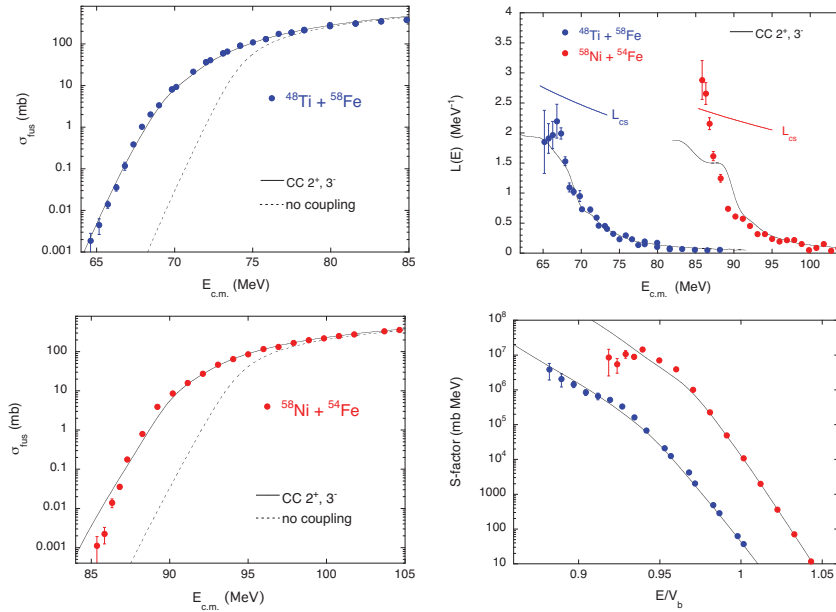 100
10
1
0.1
0.01
0.001
σfus (mb)
⁴⁸Ti + ⁵⁸Fe
CC 2⁺, 3⁻
no coupling
65 70 75 80 85
Ec.m. (MeV)
4
3.5
3
2.5
2
1.5
1
0.5
0
L(E) (MeV⁻¹)
⁴⁸Ti + ⁵⁸Fe
⁵⁸Ni + ⁵⁴Fe
CC 2⁺, 3⁻
Lcs
Lcs
65 70 75 80 85 90 95 100
Ec.m. (MeV)
100
10
1
0.1
0.01
0.001
σfus (mb)
⁵⁸Ni + ⁵⁴Fe
CC 2⁺, 3⁻
no coupling
85 90 95 100 105
Ec.m. (MeV)
10⁸
10⁷
10⁶
10⁵
10⁴
1000
100
10
S-factor (mb MeV)
0.9 0.95 1 1.05
E/Vb